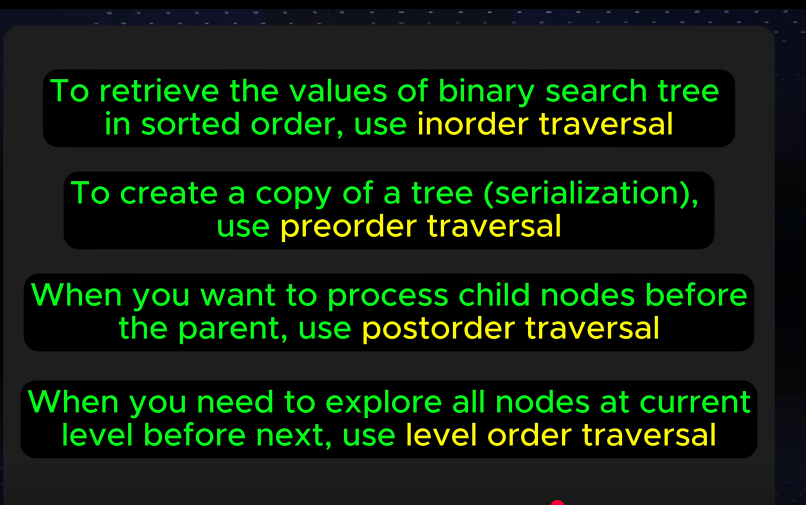 To retrieve the values of binary search tree
in sorted order, use inorder traversal
To create a copy of a tree (serialization),
use preorder traversal
When you want to process child nodes before
the parent, use postorder traversal
When you need to explore all nodes at current
level before next, use level order traversal